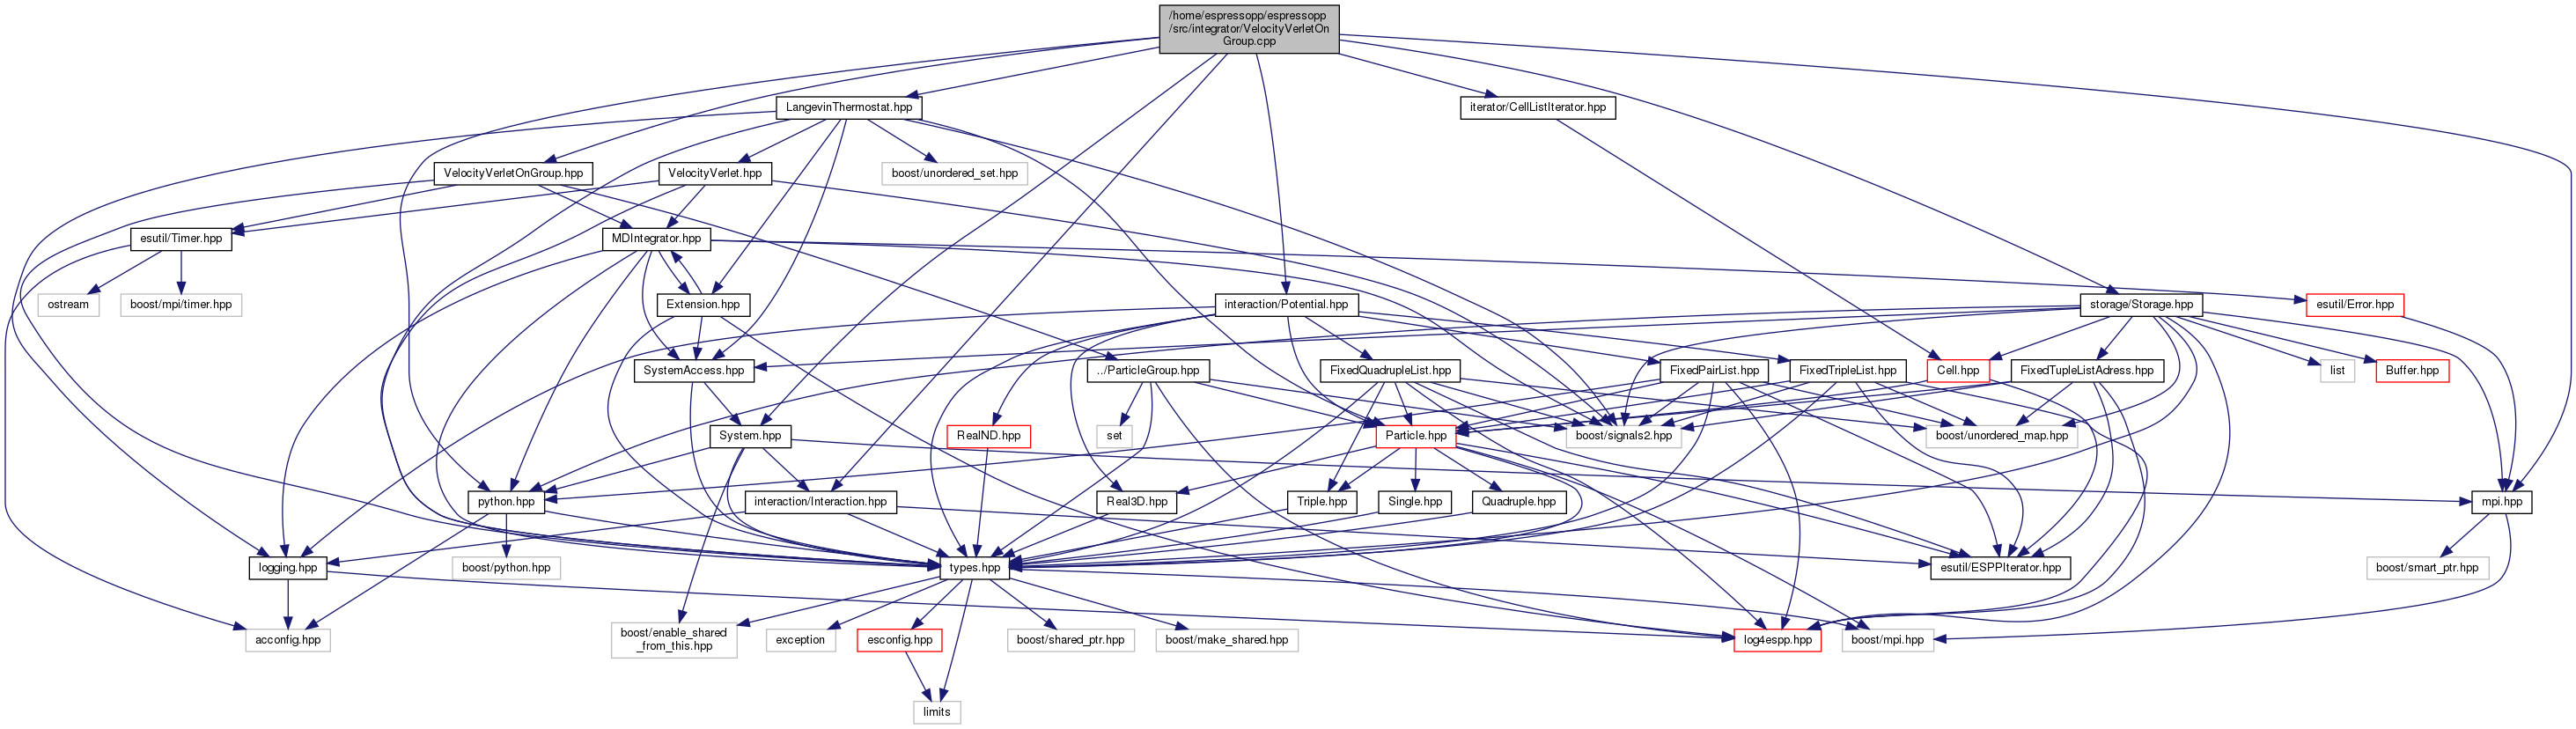 /home/espressopp/espressopp
/src/integrator/VelocityVerletOn
Group.cpp
LangevinThermostat.hpp
iterator/CellListIterator.hpp
VelocityVerletOnGroup.hpp
VelocityVerlet.hpp
boost/unordered_set.hpp
esutil/Timer.hpp
MDIntegrator.hpp
ostream
boost/mpi/timer.hpp
Extension.hpp
interaction/Potential.hpp
esutil/Error.hpp
storage/Storage.hpp
SystemAccess.hpp
../ParticleGroup.hpp
FixedQuadrupleList.hpp
FixedPairList.hpp
FixedTripleList.hpp
Cell.hpp
FixedTupleListAdress.hpp
list
Buffer.hpp
System.hpp
RealND.hpp
set
Particle.hpp
boost/signals2.hpp
boost/unordered_map.hpp
python.hpp
interaction/Interaction.hpp
Real3D.hpp
Triple.hpp
Single.hpp
Quadruple.hpp
mpi.hpp
logging.hpp
boost/python.hpp
types.hpp
esutil/ESPPIterator.hpp
boost/smart_ptr.hpp
acconfig.hpp
boost/enable_shared
_from_this.hpp
exception
esconfig.hpp
boost/shared_ptr.hpp
boost/make_shared.hpp
log4espp.hpp
boost/mpi.hpp
limits